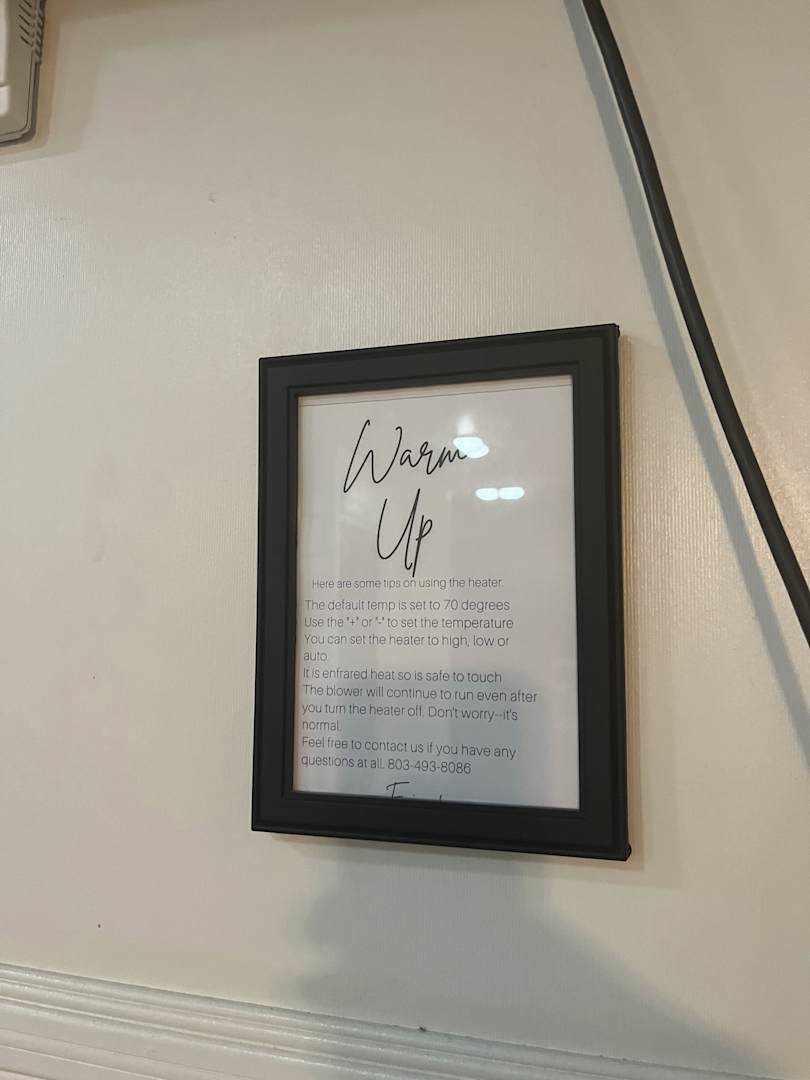 Warm
Up
Here are some tips on using the heater:
The default temp is set to 70 degrees
Use the "+" or "-" to set the temperature
You can set the heater to high, low or
auto.
It is enfrared heat so is safe to touch
The blower will continue to run even after
you turn the heater off. Don't worry--it's
normal.
Feel free to contact us if you have any
questions at all. 803-493-8086